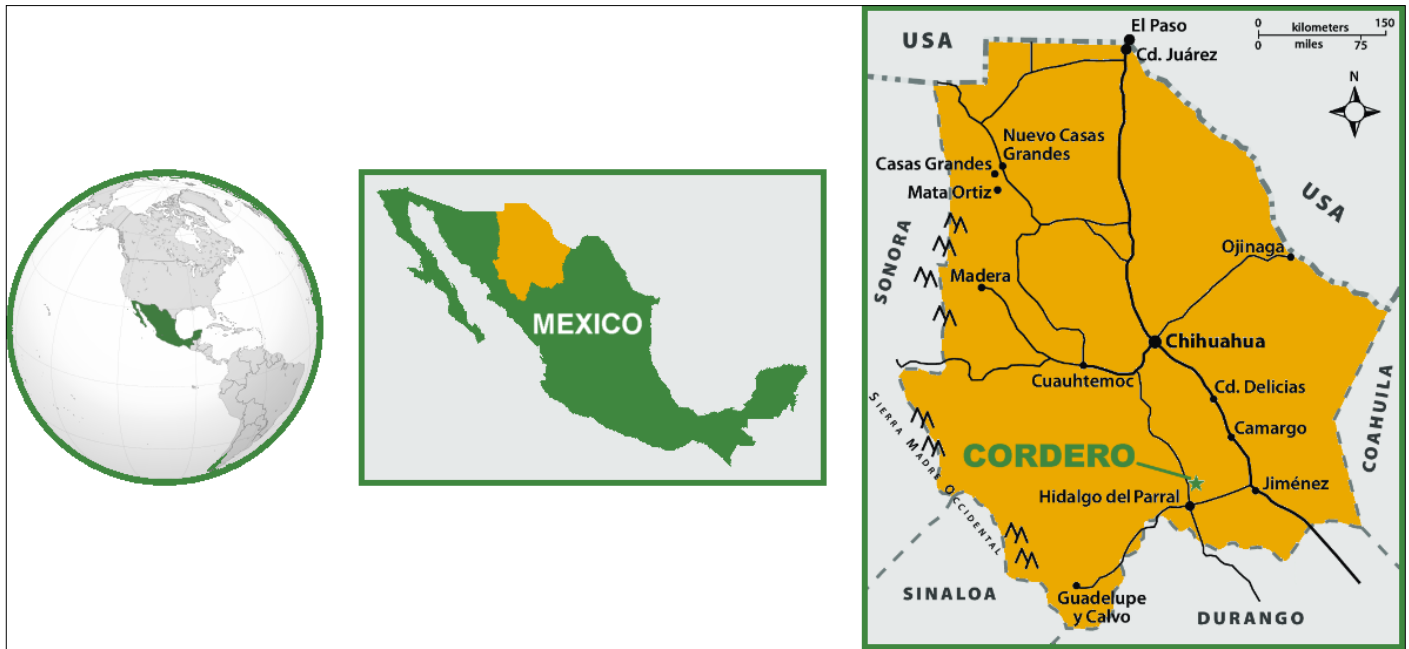 MEXICO
USA
El Paso
Cd. Juárez
0 kilometers 150
0 miles 75
N
Nuevo Casas
Grandes
Casas Grandes
Mata Ortiz
USA
SONORA
Ojinaga
Madera
Chihuahua
Cuauhtemoc
Cd. Delicias
COAHUILA
SIERRA MADRE OCCIDENTAL
Camargo
CORDERO
Jiménez
Hidalgo del Parral
SINALOA
Guadelupe
y Calvo
DURANGO